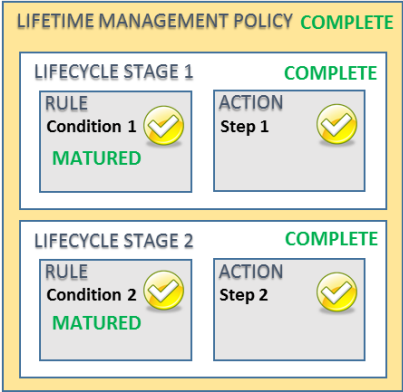 LIFETIME MANAGEMENT POLICY COMPLETE
LIFECYCLE STAGE 1 COMPLETE
RULE
Condition 1
MATURED
ACTION
Step 1
LIFECYCLE STAGE 2 COMPLETE
RULE
Condition 2
MATURED
ACTION
Step 2